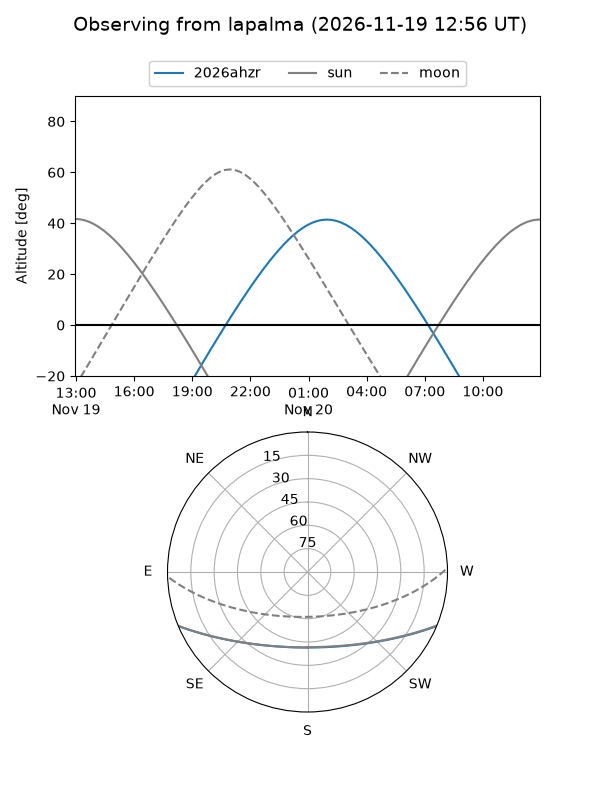 Observing from lapalma (2026-11-19 12:56 UT)
2026ahzr sun moon
Altitude [deg]
80
60
40
20
0
−20
13:00 16:00 19:00 22:00 01:00 04:00 07:00 10:00
Nov 19 Nov 20
N
NE NW
15
30
45
60
75
E W
SE SW
S